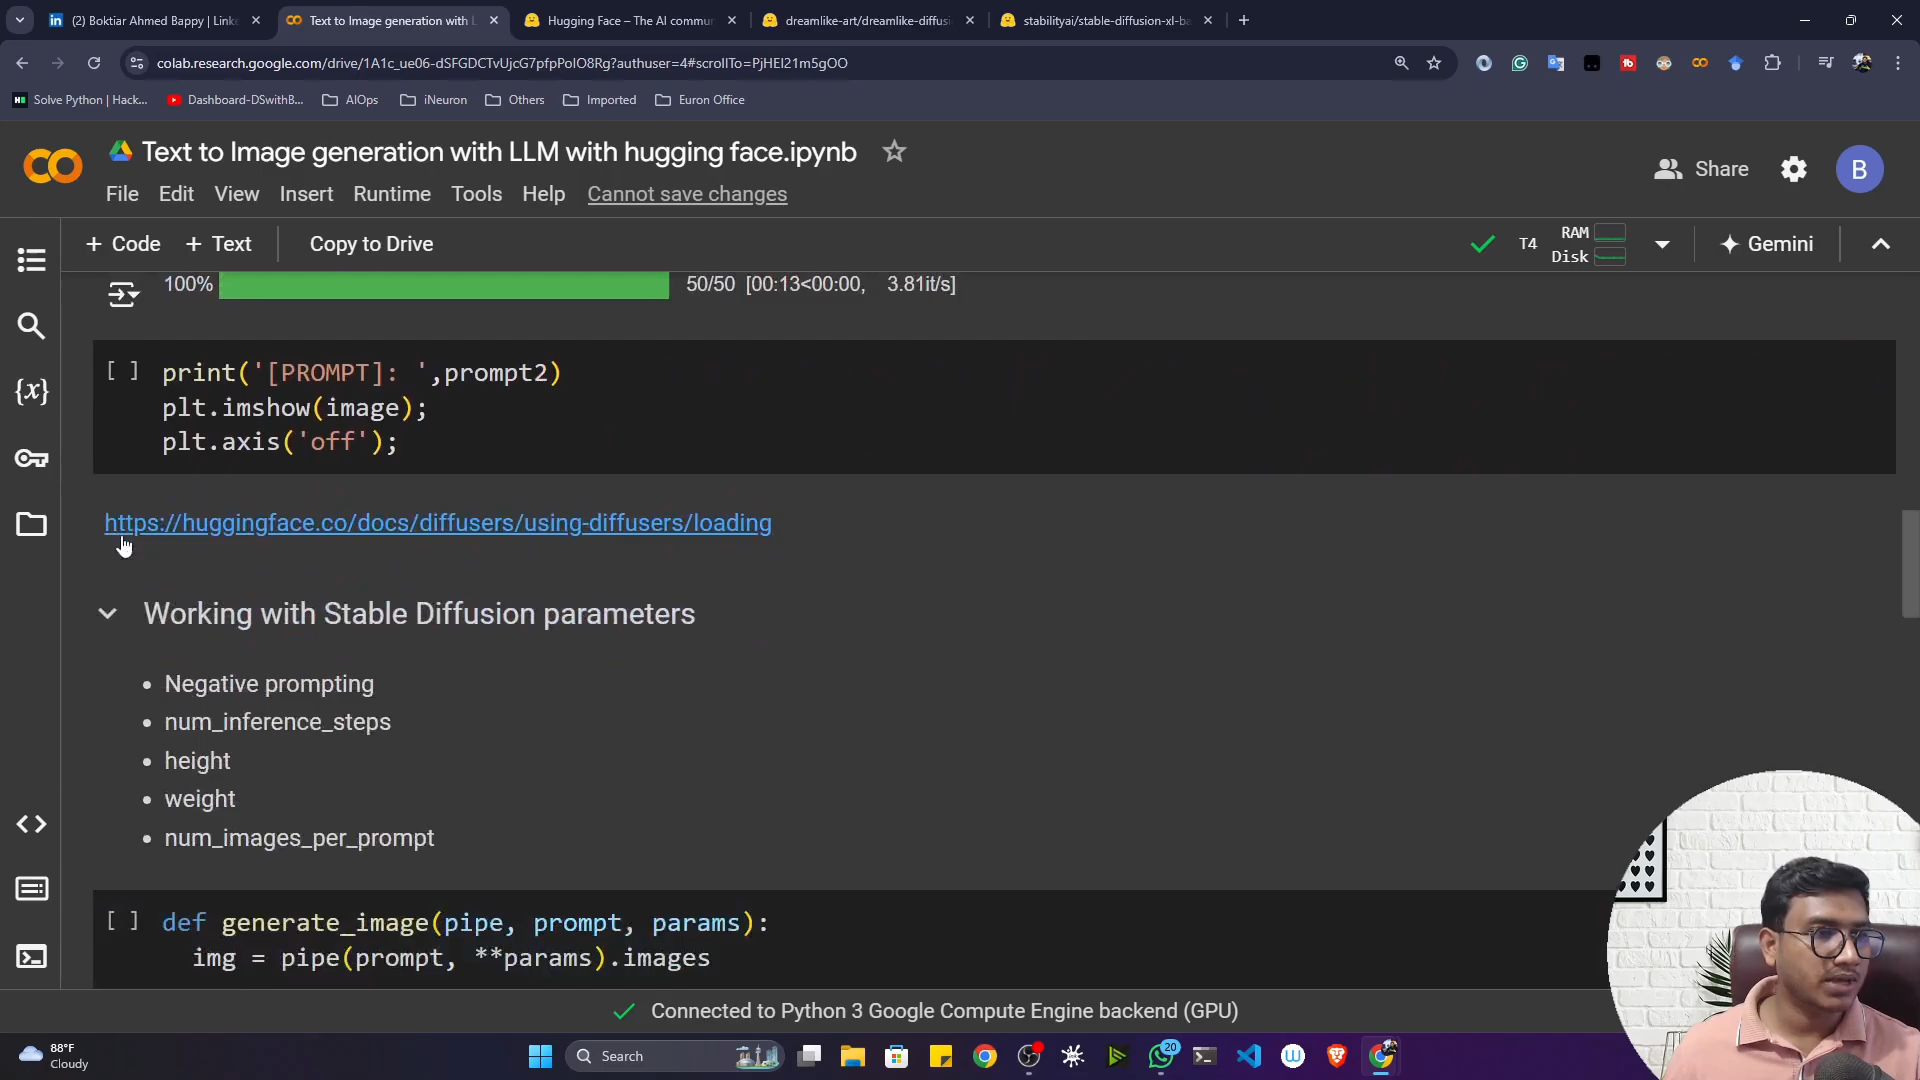 (2) Boktiar Ahmed Bappy | Linke
Text to Image generation with L
Hugging Face – The AI commun
dreamlike-art/dreamlike-diffusi
stabilityai/stable-diffusion-xl-ba
colab.research.google.com/drive/1A1c_ue06-dSFGDCTvUjcG7pfpPolO8Rg?authuser=4#scrollTo=PjHEI21m5gOO
Solve Python | Hack...
Dashboard-DSwithB...
AIOps
iNeuron
Others
Imported
Euron Office
Text to Image generation with LLM with hugging face.ipynb
Share
B
File Edit View Insert Runtime Tools Help Cannot save changes
+ Code + Text Copy to Drive
T4
RAM
Disk
Gemini
100% 50/50 [00:13<00:00, 3.81it/s]
[ ] print('[PROMPT]: ',prompt2)
plt.imshow(image);
plt.axis('off');
https://huggingface.co/docs/diffusers/using-diffusers/loading
Working with Stable Diffusion parameters
• Negative prompting
• num_inference_steps
• height
• weight
• num_images_per_prompt
[ ] def generate_image(pipe, prompt, params):
img = pipe(prompt, **params).images
Connected to Python 3 Google Compute Engine backend (GPU)
88°F
Cloudy
Search
20